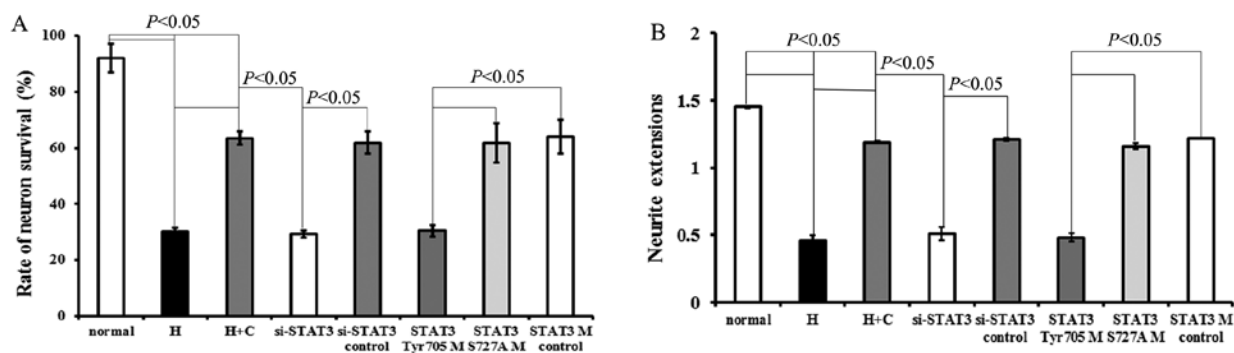 A
Rate of neuron survival (%)
100
80
60
40
20
0
P<0.05
P<0.05
P<0.05
P<0.05
normal
H
H+C
si-STAT3
si-STAT3
control
STAT3
Tyr705 M
STAT3
S727A M
STAT3 M
control
B
Neurite extensions
2
1.5
1
0.5
0
P<0.05
P<0.05
P<0.05
P<0.05
normal
H
H+C
si-STAT3
si-STAT3
control
STAT3
Tyr705 M
STAT3
S727A M
STAT3 M
control